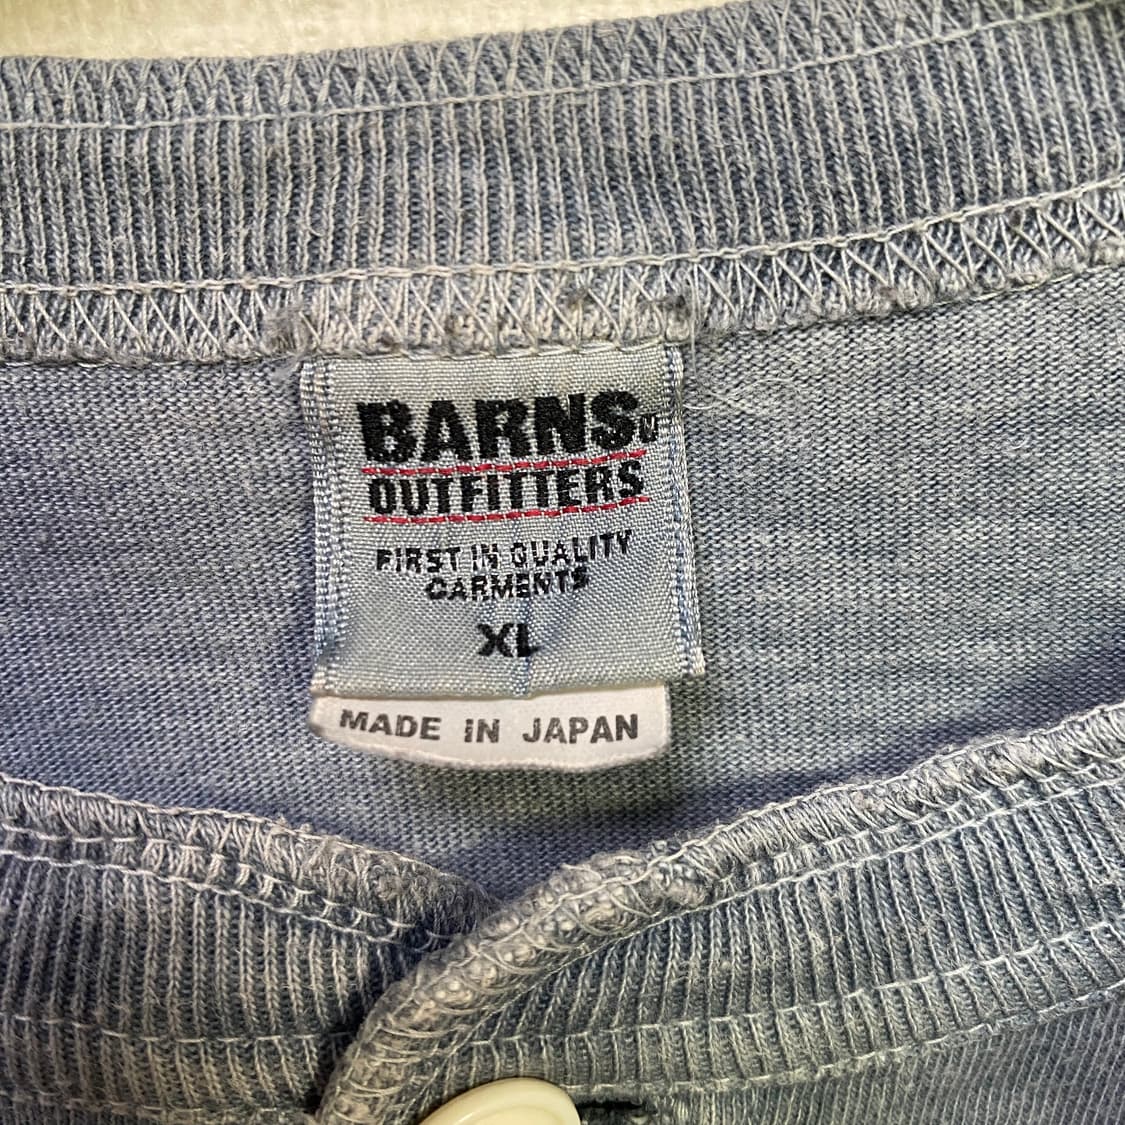 BARNS
OUTFITTERS
FIRST IN QUALITY
GARMENTS
XL
MADE IN JAPAN